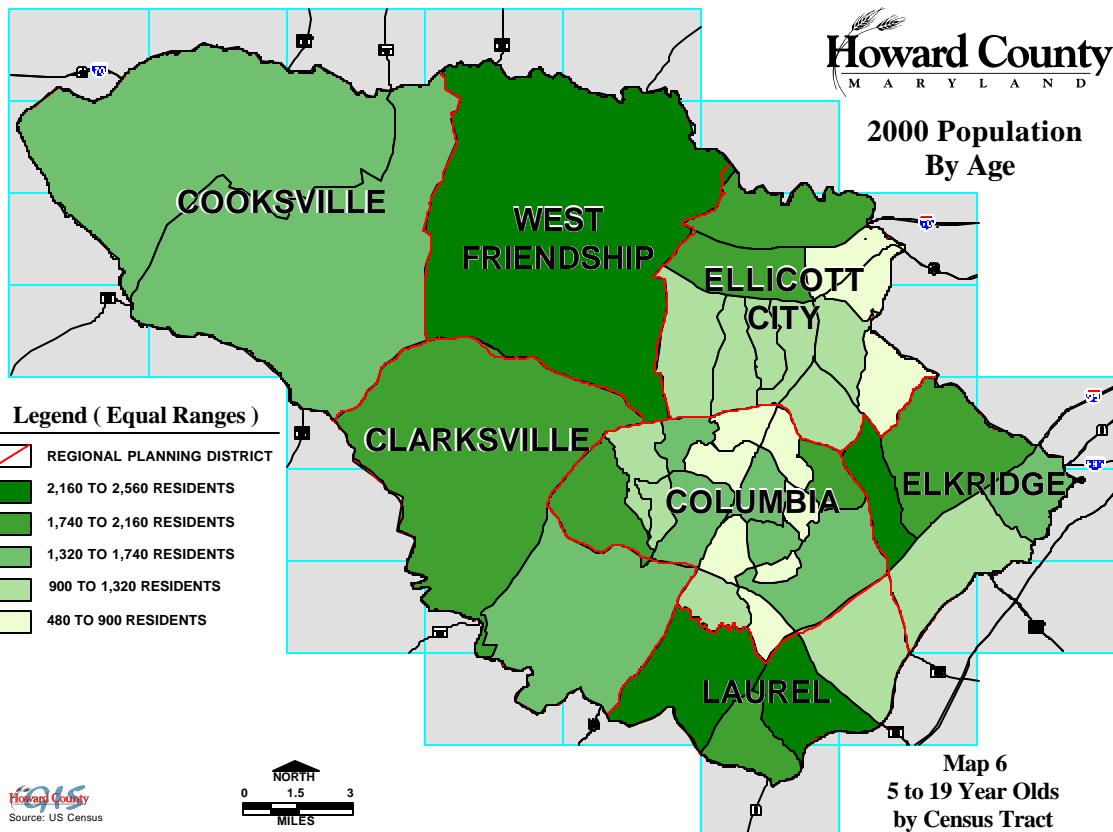 Howard County
MARYLAND
2000 Population
By Age
COOKSVILLE
WEST
FRIENDSHIP
ELLICOTT
CITY
CLARKSVILLE
COLUMBIA
ELKRIDGE
LAUREL
70
Legend ( Equal Ranges )
REGIONAL PLANNING DISTRICT
2,160 TO 2,560 RESIDENTS
1,740 TO 2,160 RESIDENTS
1,320 TO 1,740 RESIDENTS
900 TO 1,320 RESIDENTS
480 TO 900 RESIDENTS
NORTH
0 1.5 3
MILES
Howard County
GIS
Source: US Census
Map 6
5 to 19 Year Olds
by Census Tract